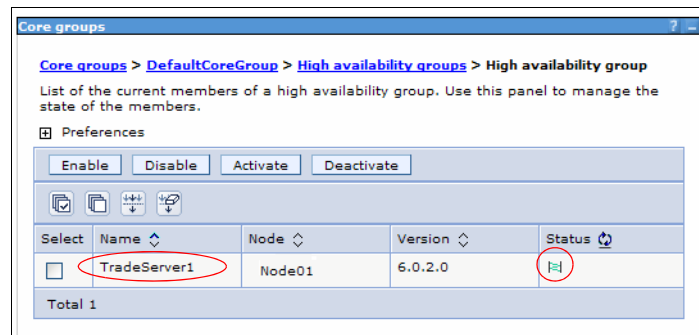 Core groups ? –
Core groups > DefaultCoreGroup > High availability groups > High availability group
List of the current members of a high availability group. Use this panel to manage the
state of the members.
Preferences
Enable Disable Activate Deactivate
Select Name Node Version Status
TradeServer1 Node01 6.0.2.0
Total 1